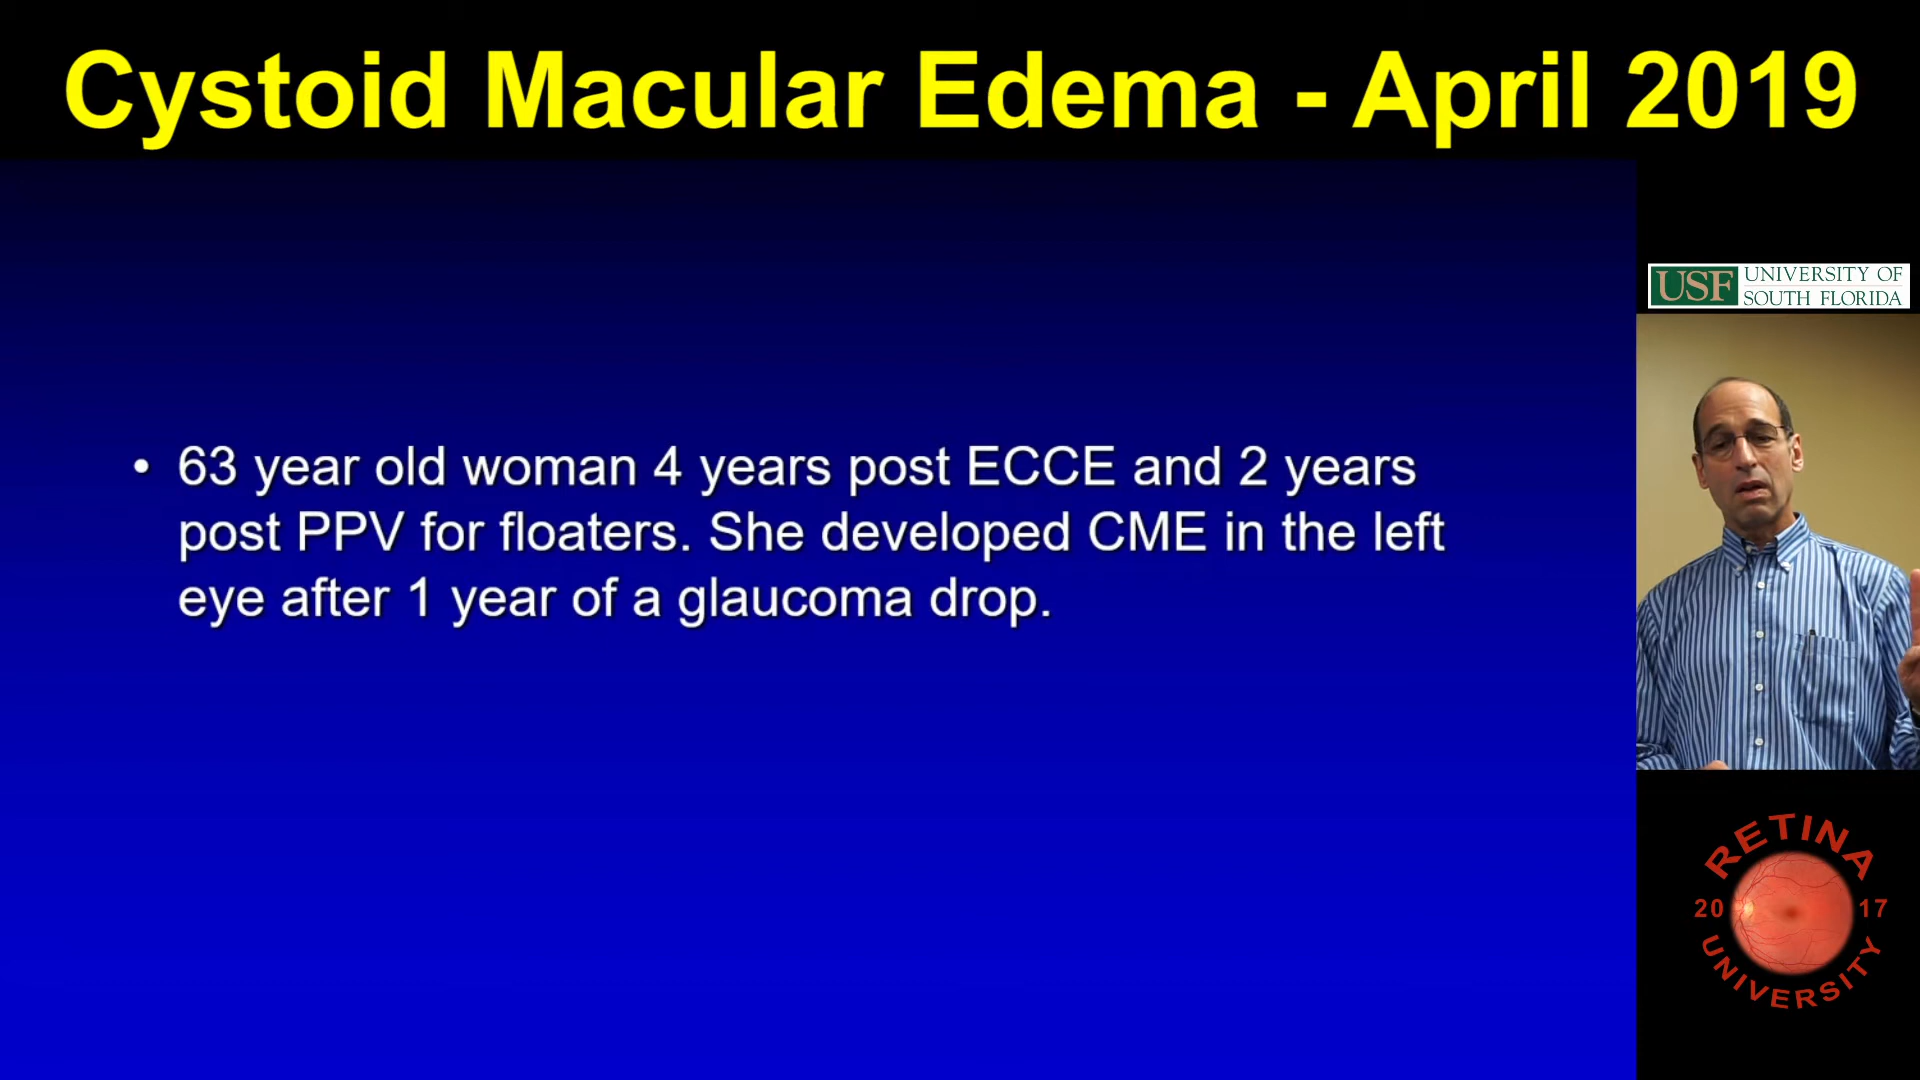 Cystoid Macular Edema - April 2019
USF UNIVERSITY OF
SOUTH FLORIDA
• 63 year old woman 4 years post ECCE and 2 years
post PPV for floaters. She developed CME in the left
eye after 1 year of a glaucoma drop.
RETINA
20 17
UNIVERSITY